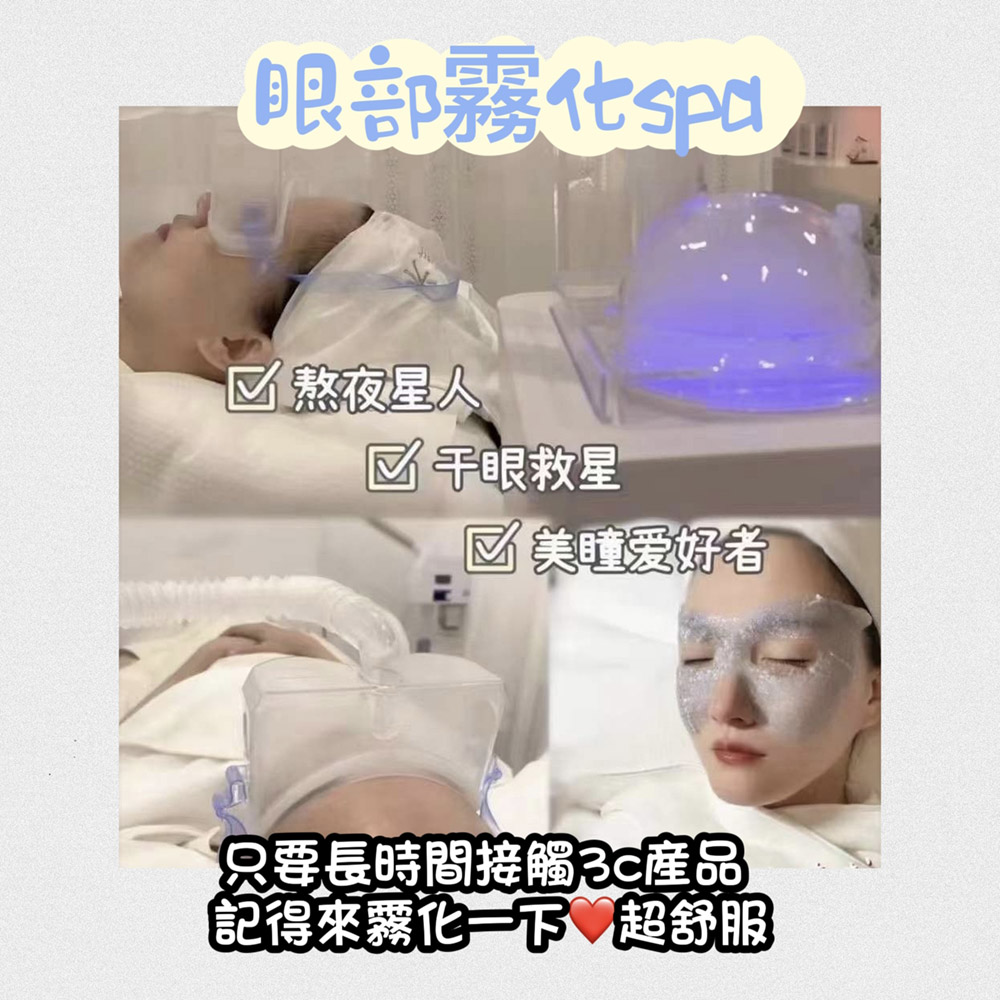 眼部霧化spa
熬夜星人
干眼救星
美瞳爱好者
只要長時間接觸3c產品
記得來霧化一下❤️超舒服